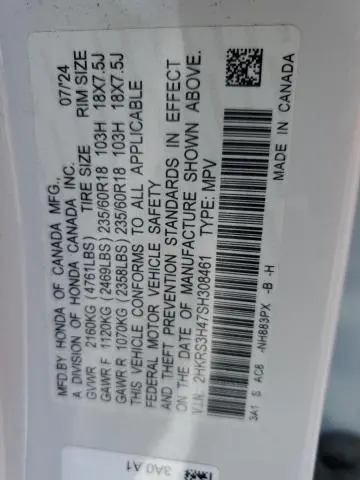 MFD.BY HONDA OF CANADA MFG., 07/24
A DIVISION OF HONDA CANADA INC.
TIRE SIZE RIM SIZE
GVWR 2160KG (4761LBS)
GAWR F 1120KG (2469LBS) 235/60R18 103H 18X7.5J
GAWR R 1070KG (2358LBS) 235/60R18 103H 18X7.5J
THIS VEHICLE CONFORMS TO ALL APPLICABLE
FEDERAL MOTOR VEHICLE SAFETY
AND THEFT PREVENTION STANDARDS IN EFFECT
ON THE DATE OF MANUFACTURE SHOWN ABOVE.
V.I.N. 2HKRS3H47SH308461 TYPE: MPV
3A1 S AC8 -NH883PX -B -H
MADE IN CANADA
3A0 A1